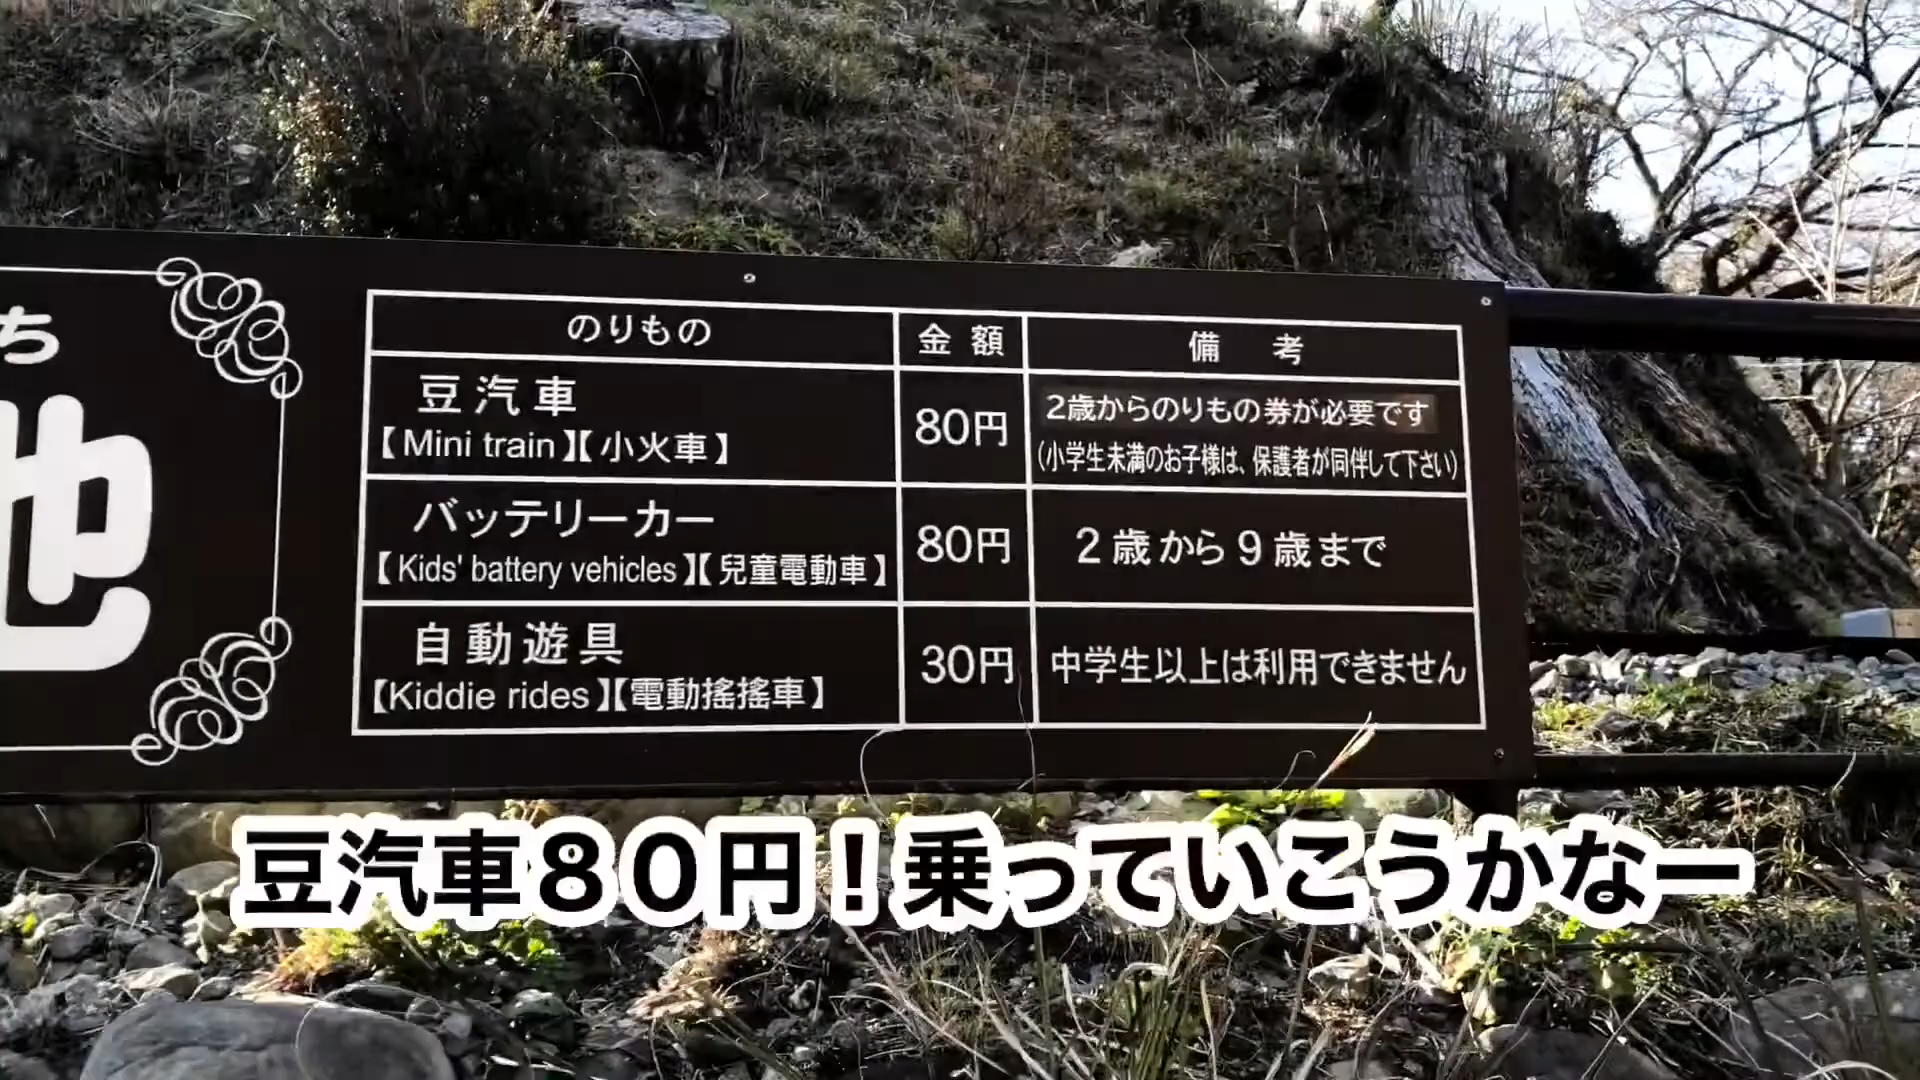 ち
地
のりもの 金額 備考
豆汽車
【Mini train】【小火車】
80円
2歳からのりもの券が必要です
(小学生未満のお子様は、保護者が同伴して下さい)
バッテリーカー
【Kids' battery vehicles】【兒童電動車】
80円
2歳から9歳まで
自動遊具
【Kiddie rides】【電動搖搖車】
30円
中学生以上は利用できません
豆汽車80円!乗っていこうかなー